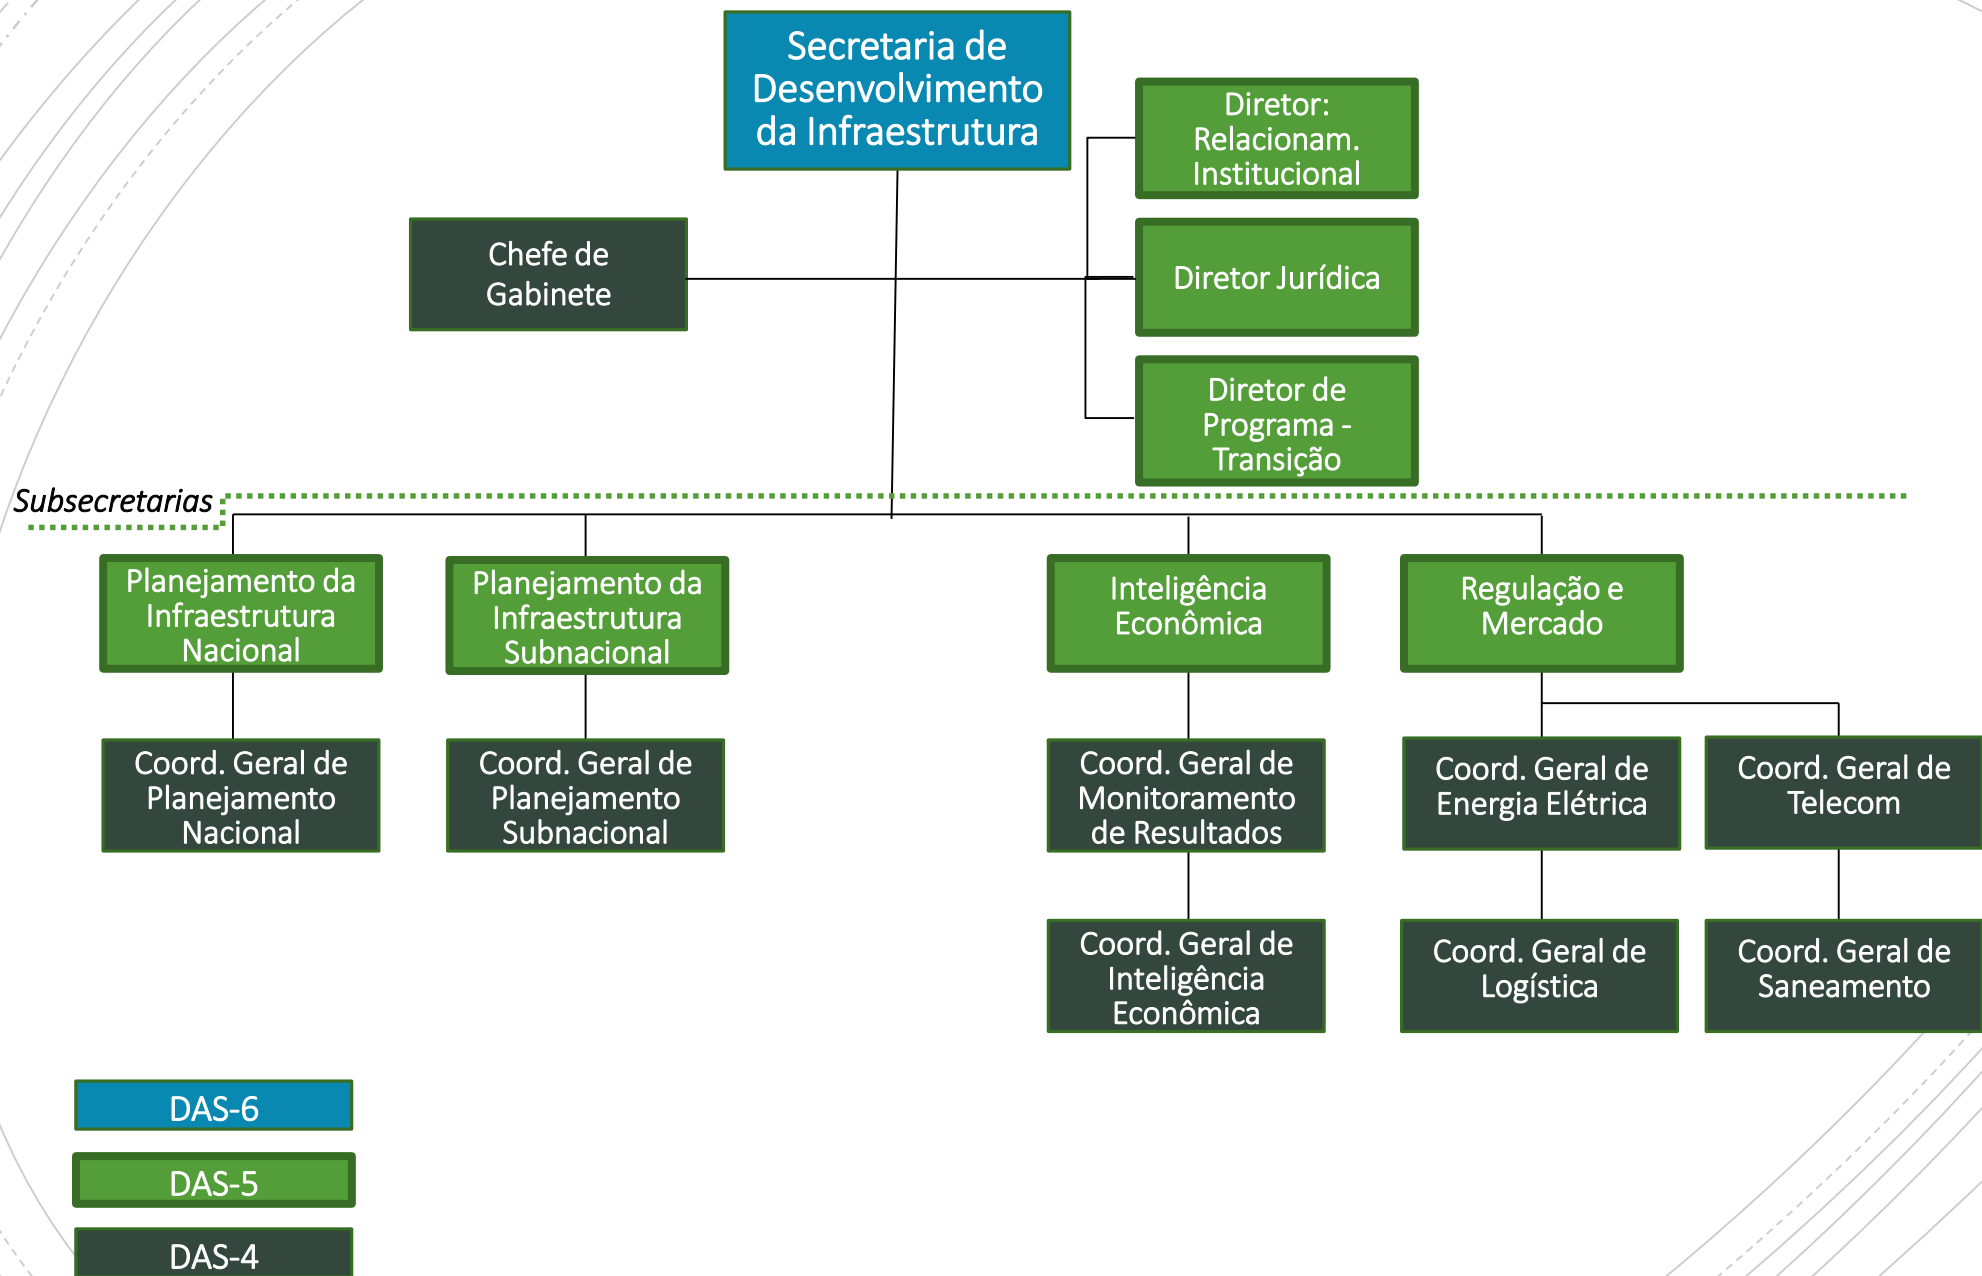 Secretaria de
Desenvolvimento
da Infraestrutura
Diretor:
Relacionam.
Institucional
Chefe de
Gabinete
Diretor Jurídica
Diretor de
Programa -
Transição
Subsecretarias
Planejamento da
Infraestrutura
Nacional
Planejamento da
Infraestrutura
Subnacional
Inteligência
Econômica
Regulação e
Mercado
Coord. Geral de
Planejamento
Nacional
Coord. Geral de
Planejamento
Subnacional
Coord. Geral de
Monitoramento
de Resultados
Coord. Geral de
Energia Elétrica
Coord. Geral de
Telecom
Coord. Geral de
Inteligência
Econômica
Coord. Geral de
Logística
Coord. Geral de
Saneamento
DAS-6
DAS-5
DAS-4